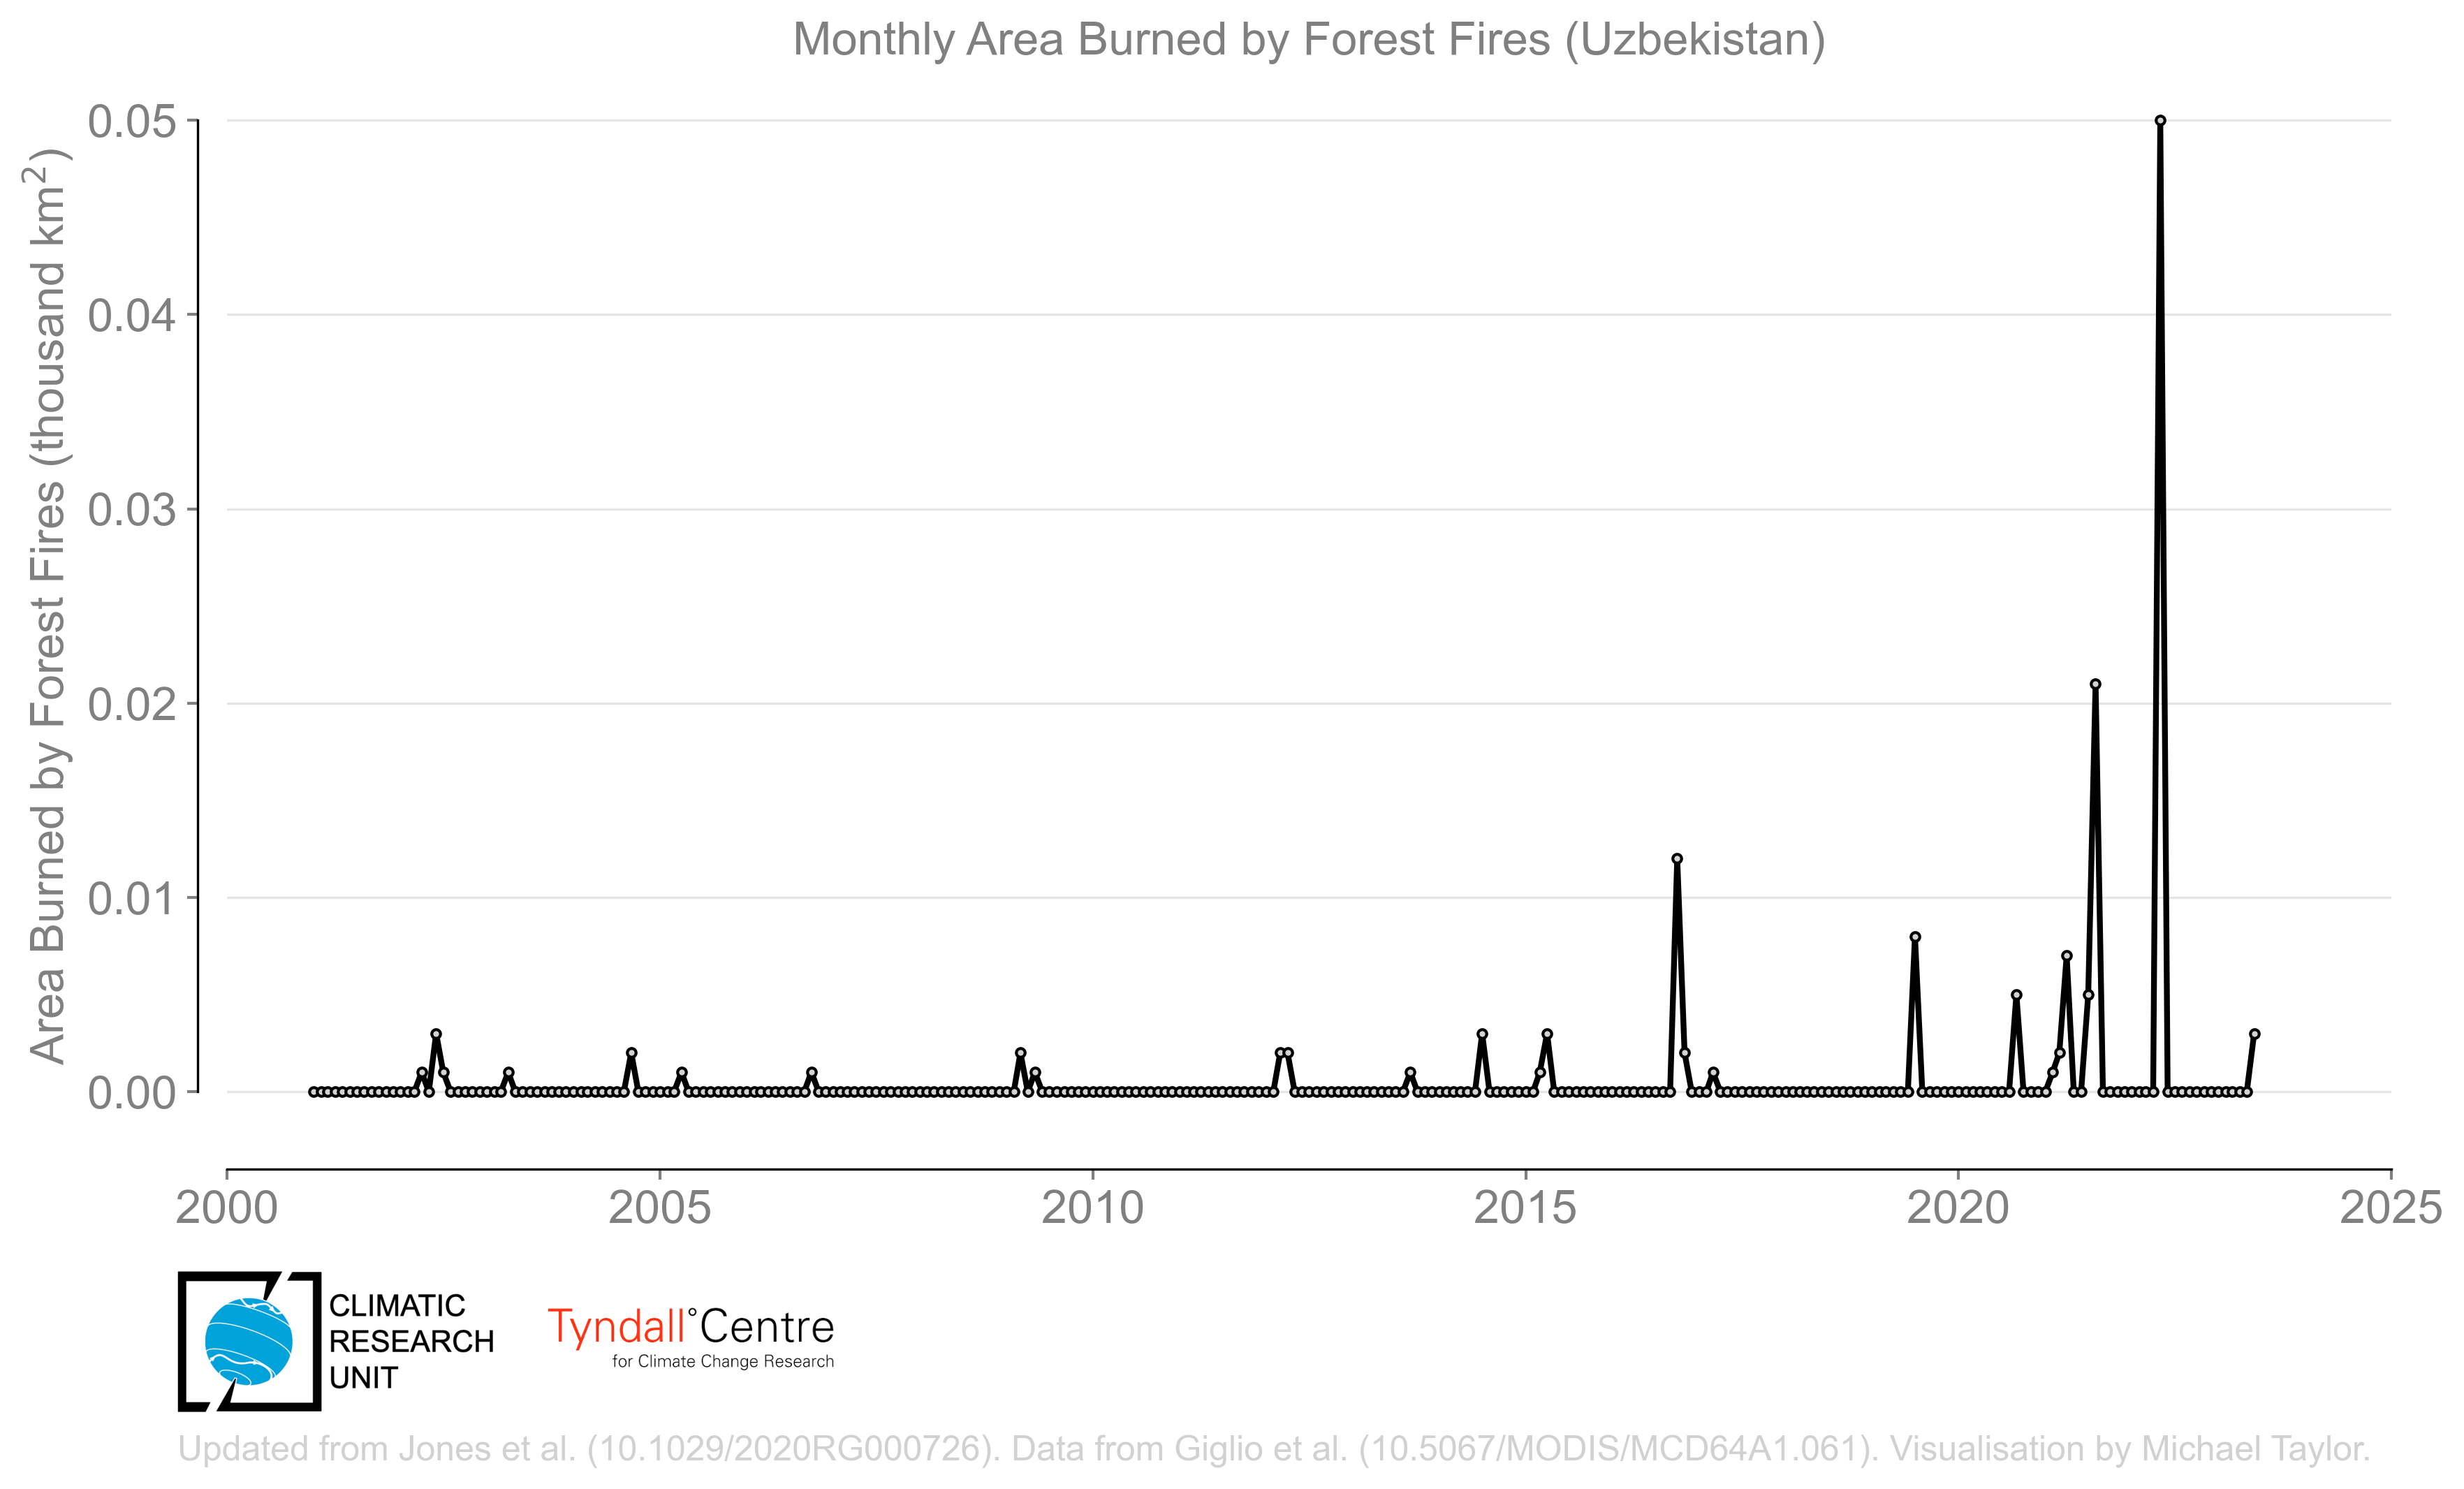 Monthly Area Burned by Forest Fires (Uzbekistan)
Area Burned by Forest Fires (thousand km²)
0.05
0.04
0.03
0.02
0.01
0.00
2000 2005 2010 2015 2020 2025
CLIMATIC
RESEARCH
UNIT
Tyndall°Centre
for Climate Change Research
Updated from Jones et al. (10.1029/2020RG000726). Data from Giglio et al. (10.5067/MODIS/MCD64A1.061). Visualisation by Michael Taylor.